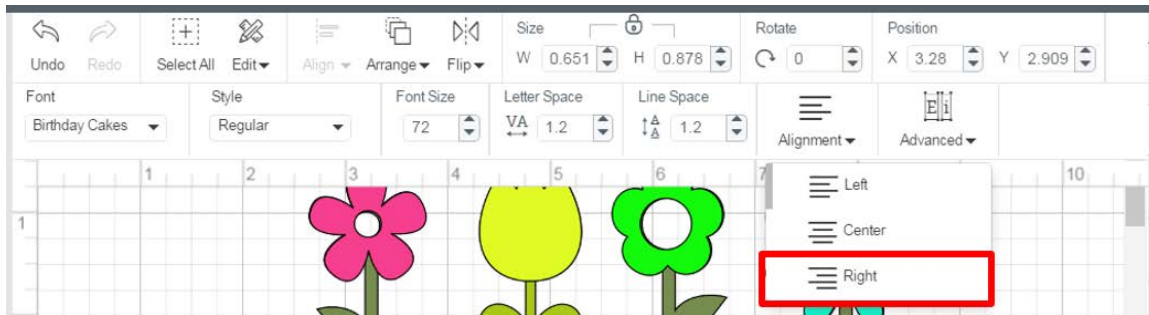 Size Rotate Position
W 0.651 H 0.878 0 X 3.28 Y 2.909
Undo Redo Select All Edit Align Arrange Flip
Font Style Font Size Letter Space Line Space
Birthday Cakes Regular 72 VA 1.2 A A 1.2 E i
Alignment Advanced
1 2 3 4 5 6 7 10
1
Left
Center
Right